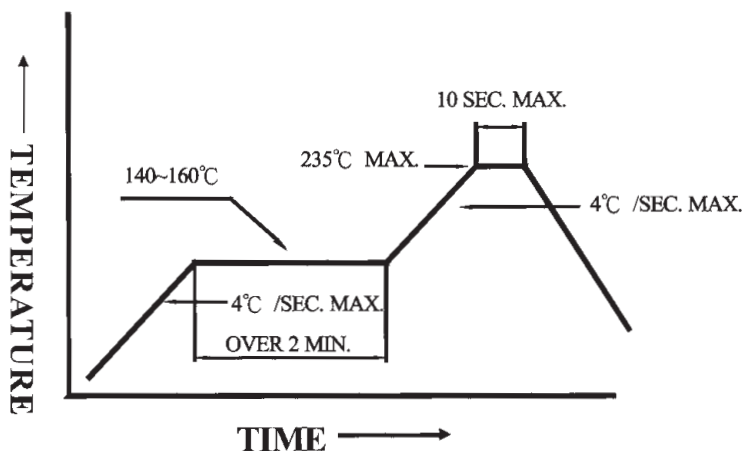 10 SEC. MAX.
235℃ MAX.
140~160℃
4℃ /SEC. MAX.
4℃ /SEC. MAX.
OVER 2 MIN.
TEMPERATURE
TIME